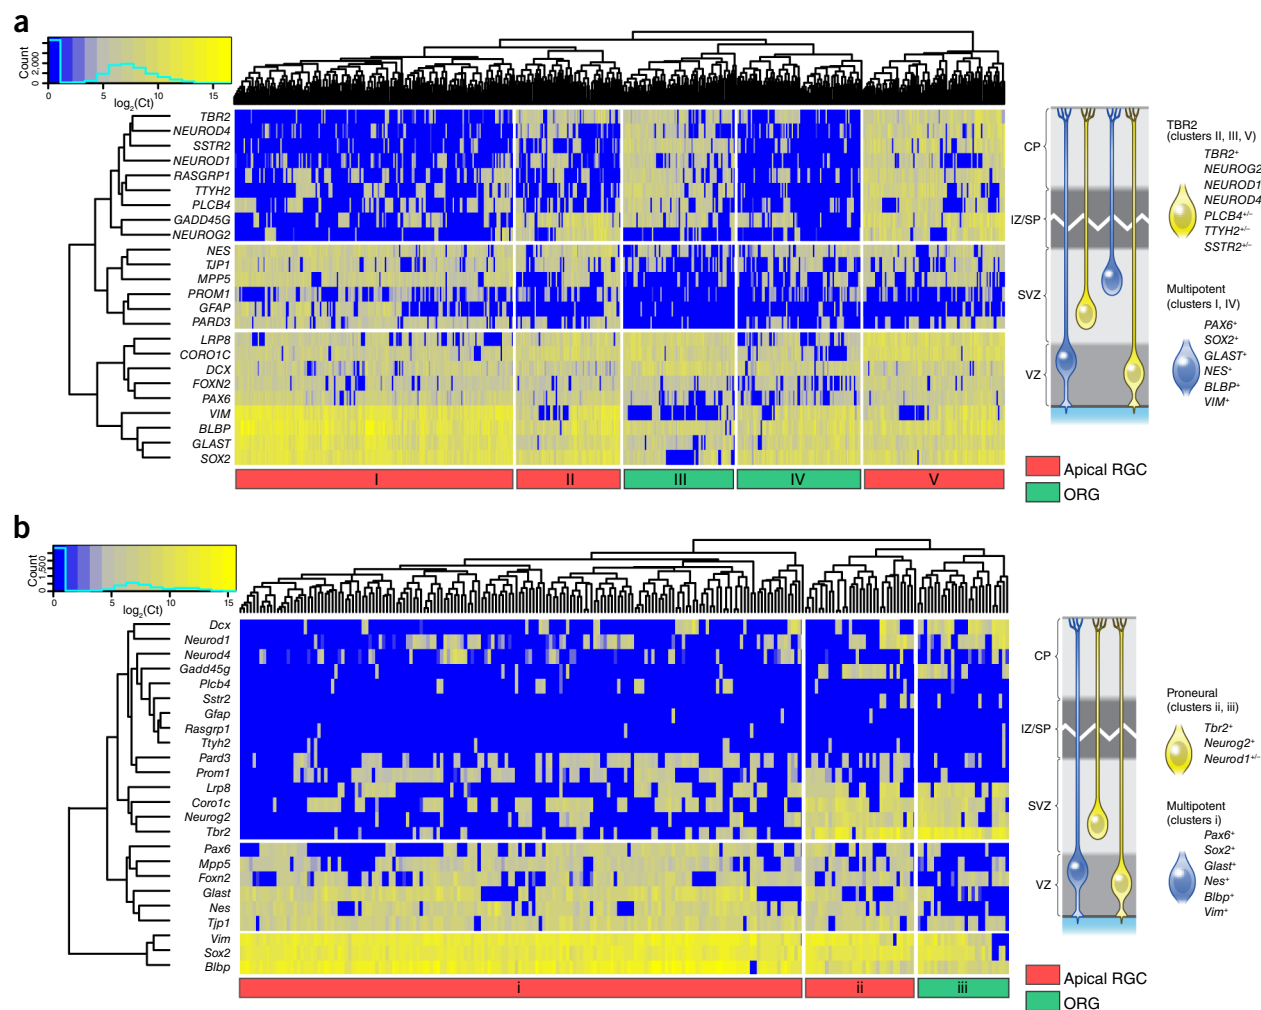 a
Count
0 2,000
0 5 10 15
log2(Ct)
TBR2
NEUROD4
SSTR2
NEUROD1
RASGRP1
TTYH2
PLCB4
GADD45G
NEUROG2
NES
TJP1
MPP5
PROM1
GFAP
PARD3
LRP8
CORO1C
DCX
FOXN2
PAX6
VIM
BLBP
GLAST
SOX2
I II III IV V
CP
IZ/SP
SVZ
VZ
TBR2
(clusters II, III, V)
TBR2+
NEUROG2
NEUROD1
NEUROD4
PLCB4+/–
TTYH2+/–
SSTR2+/–
Multipotent
(clusters I, IV)
PAX6+
SOX2+
GLAST+
NES+
BLBP+
VIM+
Apical RGC
ORG
b
Count
0 1,500
0 5 10 15
log2(Ct)
Dcx
Neurod1
Neurod4
Gadd45g
Plcb4
Sstr2
Gfap
Rasgrp1
Ttyh2
Pard3
Prom1
Lrp8
Coro1c
Neurog2
Tbr2
Pax6
Mpp5
Foxn2
Glast
Nes
Tjp1
Vim
Sox2
Blbp
i ii iii
CP
IZ/SP
SVZ
VZ
Proneural
(clusters ii, iii)
Tbr2+
Neurog2+
Neurod1+/–
Multipotent
(clusters i)
Pax6+
Sox2+
Glast+
Nes+
Blbp+
Vim+
Apical RGC
ORG